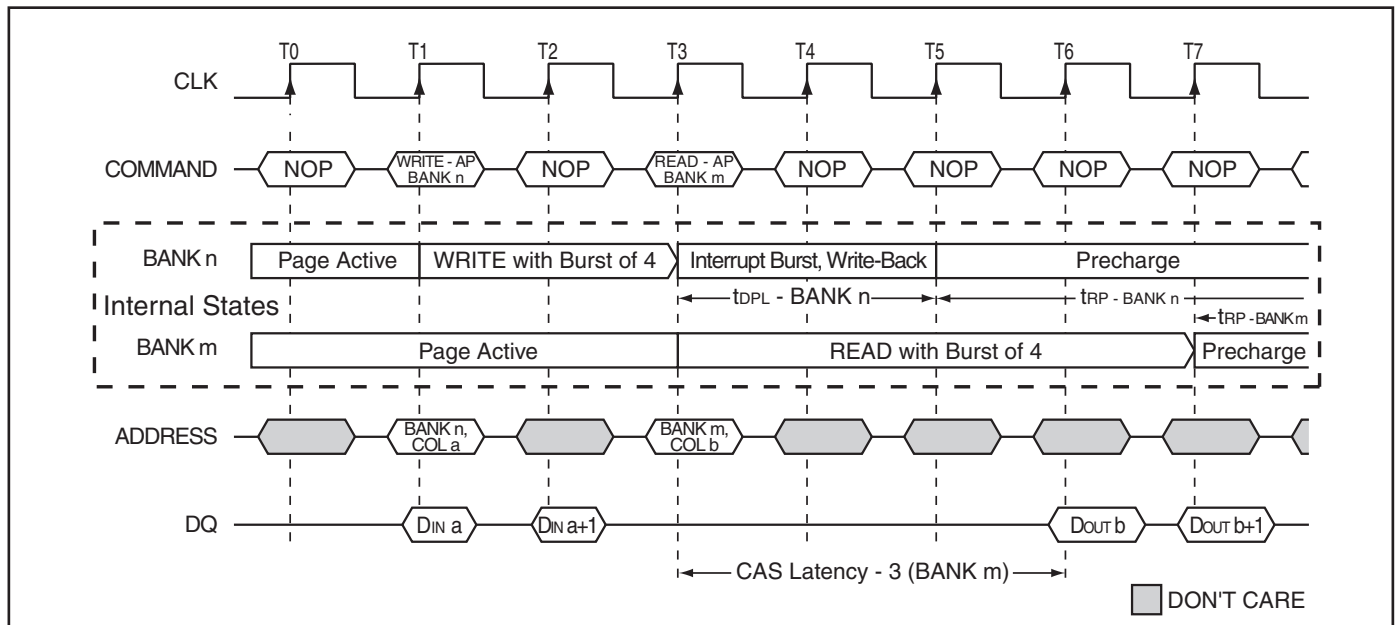 T0 T1 T2 T3 T4 T5 T6 T7
CLK
COMMAND NOP WRITE - AP BANK n NOP READ - AP BANK m NOP NOP NOP NOP
BANK n Page Active WRITE with Burst of 4 Interrupt Burst, Write-Back Precharge
tDPL - BANK n tRP - BANK n
Internal States
tRP - BANK m
BANK m Page Active READ with Burst of 4 Precharge
ADDRESS BANK n, COL a BANK m, COL b
DQ DIN a DIN a+1 DOUT b DOUT b+1
CAS Latency - 3 (BANK m)
DON'T CARE